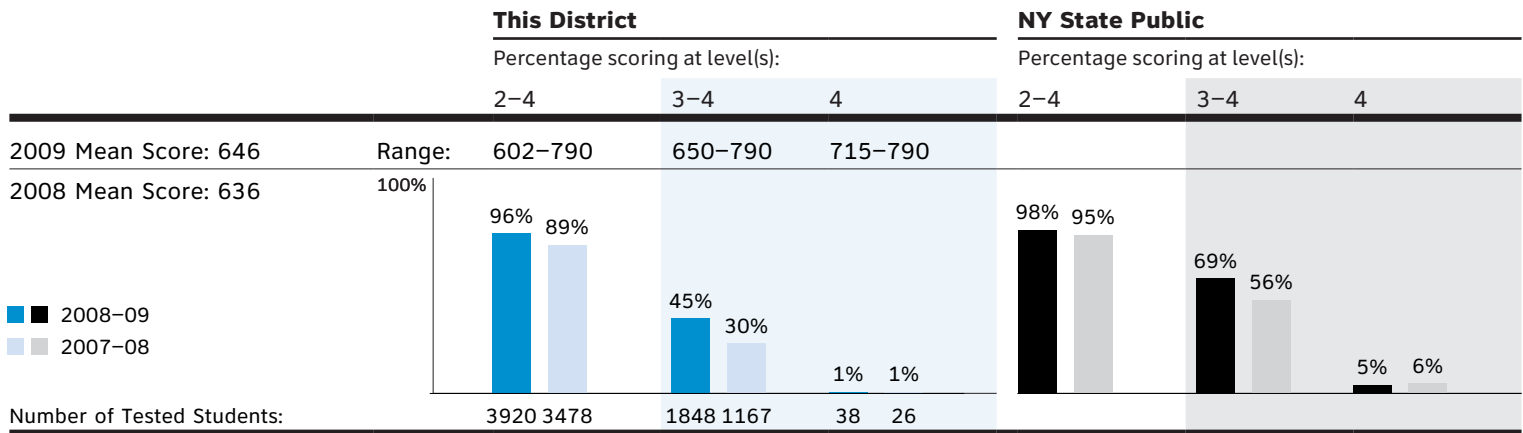 This District NY State Public
Percentage scoring at level(s): Percentage scoring at level(s):
2–4 3–4 4 2–4 3–4 4
2009 Mean Score: 646 Range: 602–790 650–790 715–790
2008 Mean Score: 636 100%
96% 89% 98% 95%
69% 56%
45% 30%
2008–09
2007–08
1% 1% 5% 6%
Number of Tested Students: 3920 3478 1848 1167 38 26